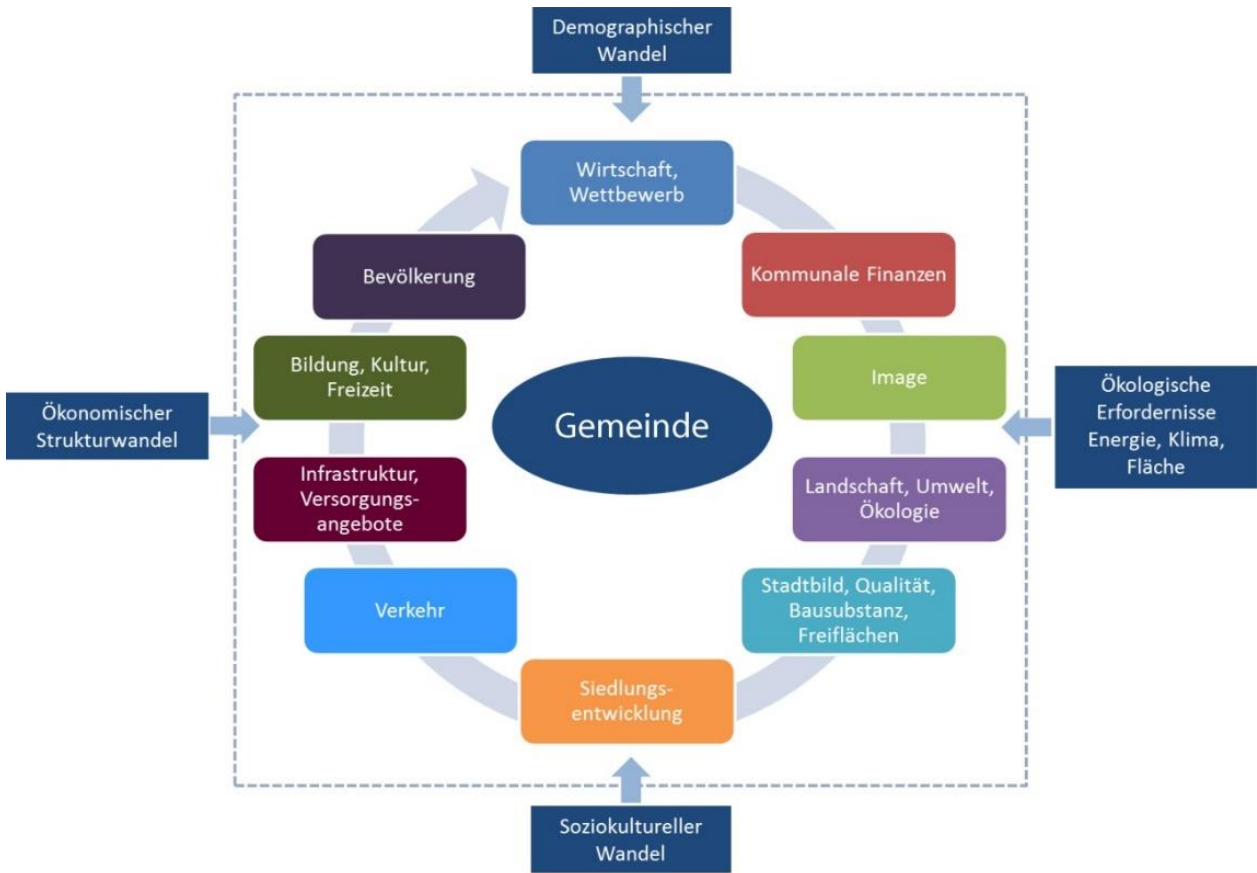 Demographischer
Wandel
Wirtschaft,
Wettbewerb
Bevölkerung
Kommunale Finanzen
Bildung, Kultur,
Freizeit
Image
Ökonomischer
Strukturwandel
Gemeinde
Ökologische
Erfordernisse
Energie, Klima,
Fläche
Infrastruktur,
Versorgungs-
angebote
Landschaft, Umwelt,
Ökologie
Verkehr
Stadtbild, Qualität,
Bausubstanz,
Freiflächen
Siedlungs-
entwicklung
Soziokultureller
Wandel